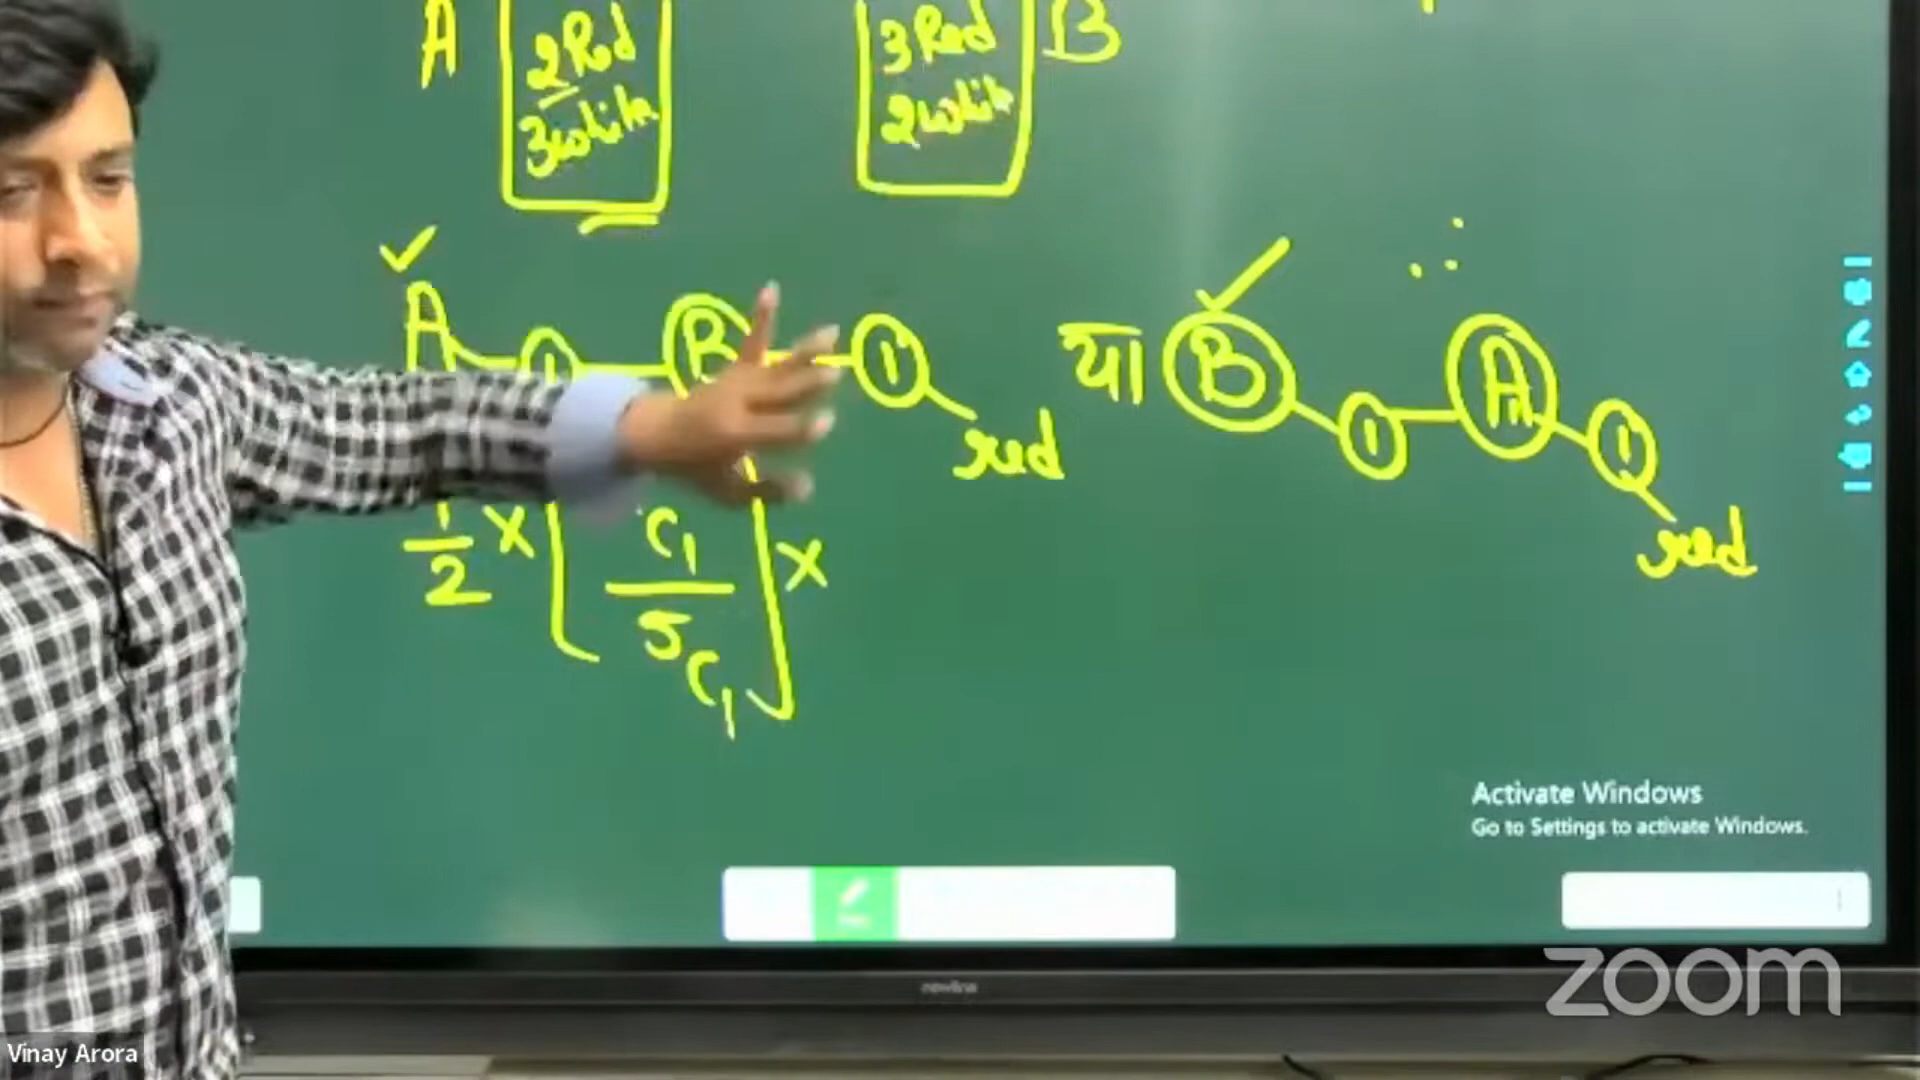 A 2 Red 3 Red B
3 white 2 white
A 1 B 1 red या B 1 A 1 red
1/2 × [ C1 / 5C1 ] ×
Activate Windows
Go to Settings to activate Windows.
newline
zoom
Vinay Arora